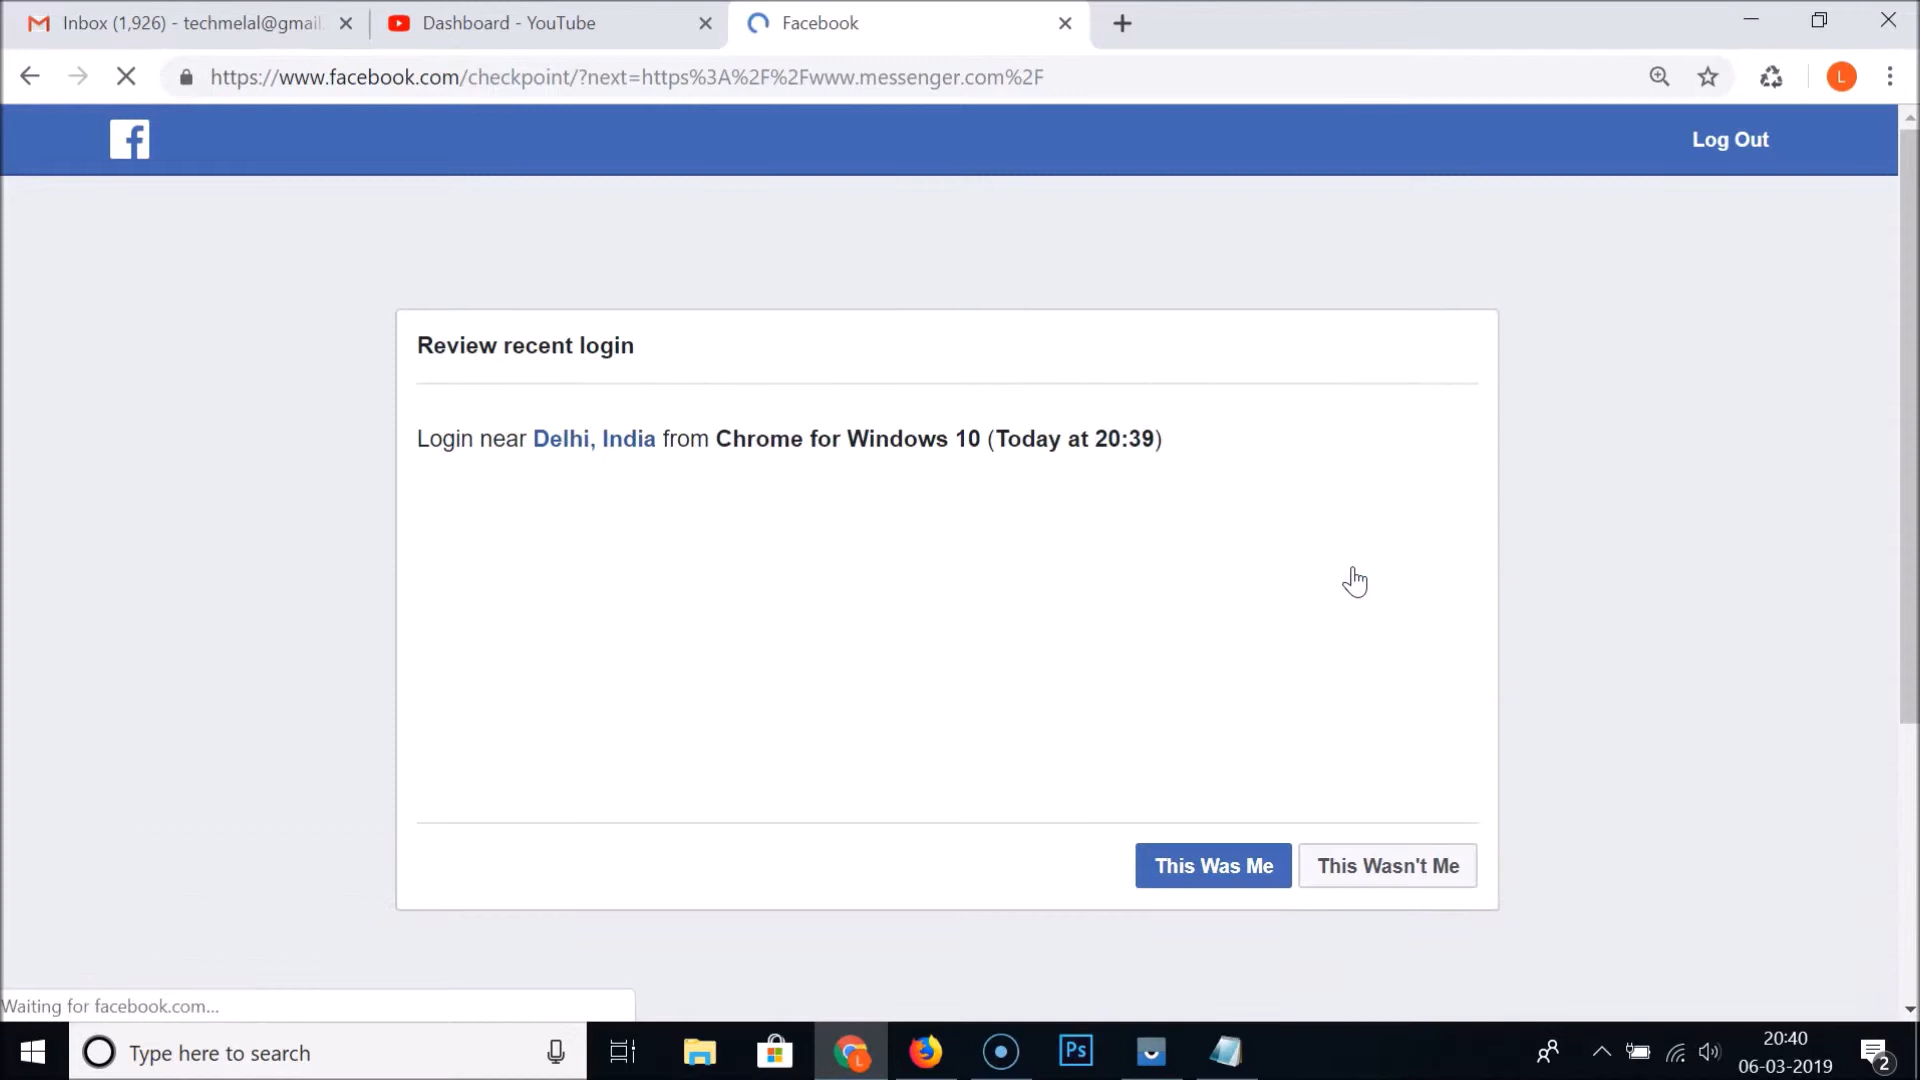 Inbox (1,926) - techmelal@gmail.
Dashboard - YouTube
Facebook
https://www.facebook.com/checkpoint/?next=https%3A%2F%2Fwww.messenger.com%2F
L
Log Out
Review recent login
Login near Delhi, India from Chrome for Windows 10 (Today at 20:39)
This Was Me
This Wasn't Me
Waiting for facebook.com...
Type here to search
L
Ps
20:40
06-03-2019
2